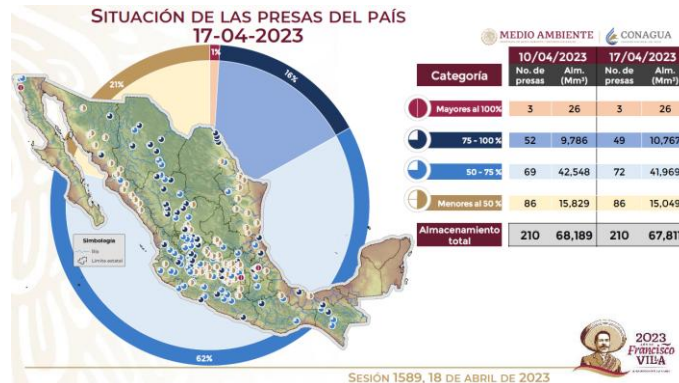 SITUACIÓN DE LAS PRESAS DEL PAÍS
17-04-2023
MEDIO AMBIENTE
CONAGUA
10/04/2023 17/04/2023
Categoría No. de presas Alm. (Mm³) No. de presas Alm. (Mm³)
Mayores al 100% 3 26 3 26
75 - 100 % 52 9,786 49 10,767
50 - 75 % 69 42,548 72 41,969
Menores al 50 % 86 15,829 86 15,049
Almacenamiento total 210 68,189 210 67,811
1%
16%
21%
62%
Simbología
Río
Límite estatal
2023
Francisco
VILLA
SESIÓN 1589, 18 DE ABRIL DE 2023